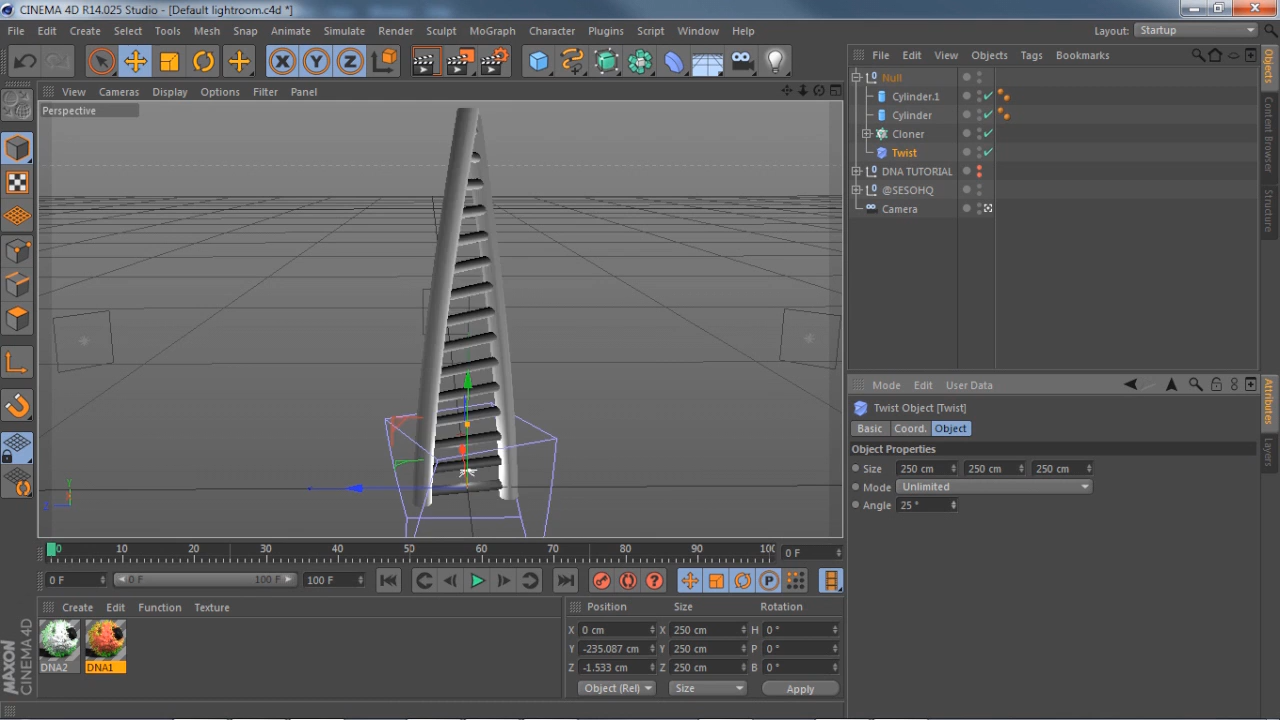 CINEMA 4D R14.025 Studio - [Default lightroom.c4d *]
File Edit Create Select Tools Mesh Snap Animate Simulate Render Sculpt MoGraph Character Plugins Script Window Help
Layout: Startup
View Cameras Display Options Filter Panel
Perspective
File Edit View Objects Tags Bookmarks
Null
Cylinder.1
Cylinder
Cloner
Twist
DNA TUTORIAL
@SESOHQ
Camera
Objects
Content Browser
Structure
Mode Edit User Data
Twist Object [Twist]
Basic Coord. Object
Object Properties
Size 250 cm 250 cm 250 cm
Mode Unlimited
Angle 25 °
Attributes
Layers
0 10 20 30 40 50 60 70 80 90 100 0 F
0 F 0 F 100 F 100 F
Create Edit Function Texture
DNA2 DNA1
Position Size Rotation
X 0 cm X 250 cm H 0 °
Y -235.087 cm Y 250 cm P 0 °
Z -1.533 cm Z 250 cm B 0 °
Object (Rel) Size Apply
MAXON CINEMA 4D